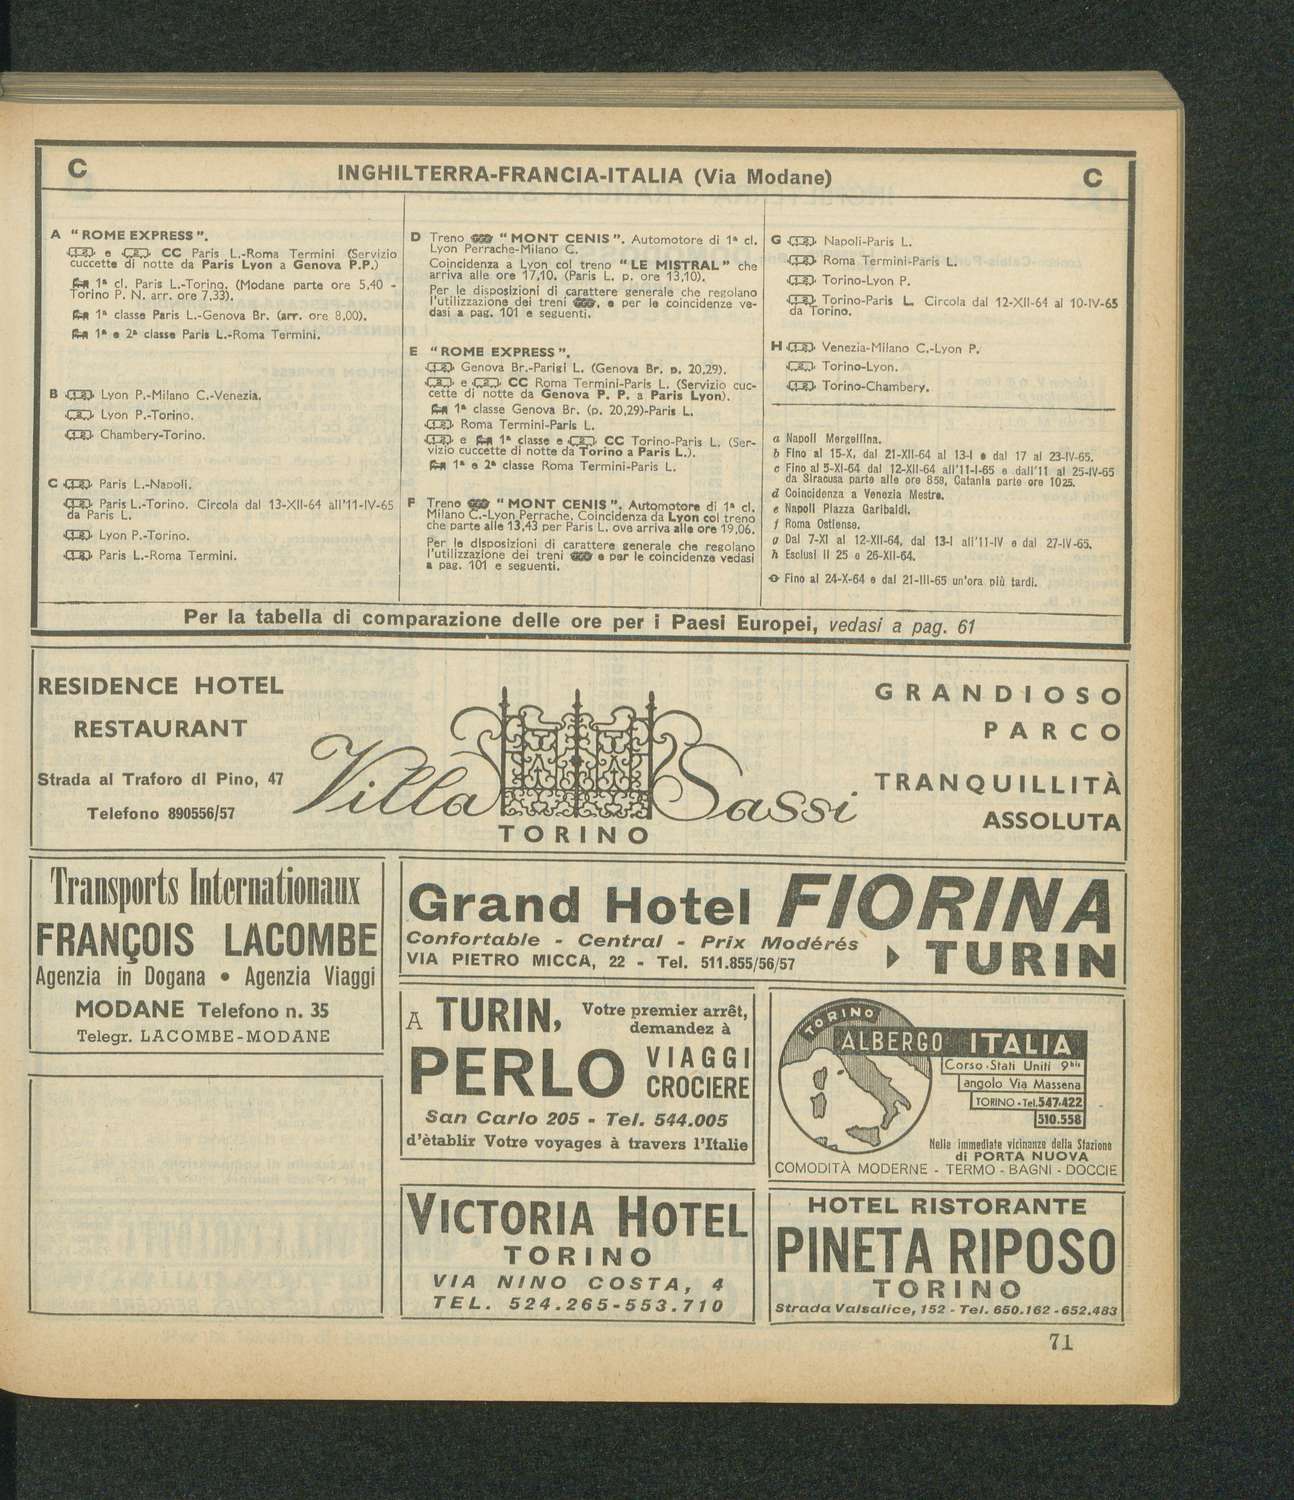 C
INGHILTERRA-FRANCIA-ITALIA (Via Modane)
C
A "ROME EXPRESS".
e CC Paris L.-Roma Termini (Servizio
cuccette di notte da Paris Lyon a Genova P.P.)
1ª cl. Paris L.-Torino. (Modane parte ore 5,40 -
Torino P. N. arr. ore 7,33).
1ª classe Paris L.-Genova Br. (arr. ore 8,00).
1ª e 2ª classe Paris L.-Roma Termini.
B Lyon P.-Milano C.-Venezia.
Lyon P.-Torino.
Chambery-Torino.
C Paris L.-Napoli.
Paris L.-Torino. Circola dal 13-XII-64 all'11-IV-65
da Paris L.
Lyon P.-Torino.
Paris L.-Roma Termini.
D Treno "MONT CENIS". Automotore di 1ª cl.
Lyon Perrache-Milano C.
Coincidenza a Lyon col treno "LE MISTRAL" che
arriva alle ore 17,10. (Paris L. p. ore 13,10).
Per le disposizioni di carattere generale che regolano
l'utilizzazione dei treni , e per le coincidenze ve-
dasi a pag. 101 e seguenti.
E "ROME EXPRESS".
Genova Br.-Parigi L. (Genova Br. p. 20,29).
e CC Roma Termini-Paris L. (Servizio cuc-
cette di notte da Genova P. P. a Paris Lyon).
1ª classe Genova Br. (p. 20,29)-Paris L.
Roma Termini-Paris L.
e 1ª classe e CC Torino-Paris L. (Ser-
vizio cuccette di notte da Torino a Paris L.).
1ª e 2ª classe Roma Termini-Paris L.
F Treno "MONT CENIS". Automotore di 1ª cl.
Milano C.-Lyon Perrache. Coincidenza da Lyon col treno
che parte alle 13,43 per Paris L. ove arriva alle ore 19,06.
Per le disposizioni di carattere generale che regolano
l'utilizzazione dei treni e per le coincidenze vedasi
a pag. 101 e seguenti.
G Napoli-Paris L.
Roma Termini-Paris L.
Torino-Lyon P.
Torino-Paris L. Circola dal 12-XII-64 al 10-IV-65
da Torino.
H Venezia-Milano C.-Lyon P.
Torino-Lyon.
Torino-Chambery.
a Napoli Mergellina.
b Fino al 15-X, dal 21-XII-64 al 13-I e dal 17 al 23-IV-65.
c Fino al 5-XI-64 dal 12-XII-64 all'11-I-65 e dall'11 al 25-IV-65
da Siracusa parte alle ore 858, Catania parte ore 1025.
d Coincidenza a Venezia Mestre.
e Napoli Piazza Garibaldi.
f Roma Ostiense.
g Dal 7-XI al 12-XII-64, dal 13-I all'11-IV e dal 27-IV-65.
h Esclusi il 25 e 26-XII-64.
Fino al 24-X-64 e dal 21-III-65 un'ora più tardi.
Per la tabella di comparazione delle ore per i Paesi Europei, vedasi a pag. 61
RESIDENCE HOTEL
RESTAURANT
Strada al Traforo di Pino, 47
Telefono 890556/57
Villa Sassi
TORINO
GRANDIOSO
PARCO
TRANQUILLITÀ
ASSOLUTA
Transports Internationaux
FRANÇOIS LACOMBE
Agenzia in Dogana • Agenzia Viaggi
MODANE Telefono n. 35
Telegr. LACOMBE-MODANE
Grand Hotel FIORINA
Confortable - Central - Prix Modérés
VIA PIETRO MICCA, 22 - Tel. 511.855/56/57
TURIN
A TURIN, Votre premier arrêt,
demandez à
PERLO VIAGGI
CROCIERE
San Carlo 205 - Tel. 544.005
d'ètablir Votre voyages à travers l'Italie
TORINO
ALBERGO ITALIA
Corso Stati Uniti 9bis
angolo Via Massena
TORINO - Tel. 547.422
510.558
Nelle immediate vicinanze della Stazione
di PORTA NUOVA
COMODITÀ MODERNE - TERMO - BAGNI - DOCCIE
VICTORIA HOTEL
TORINO
VIA NINO COSTA, 4
TEL. 524.265-553.710
HOTEL RISTORANTE
PINETA RIPOSO
TORINO
Strada Valsalice, 152 - Tel. 650.162 - 652.483
71